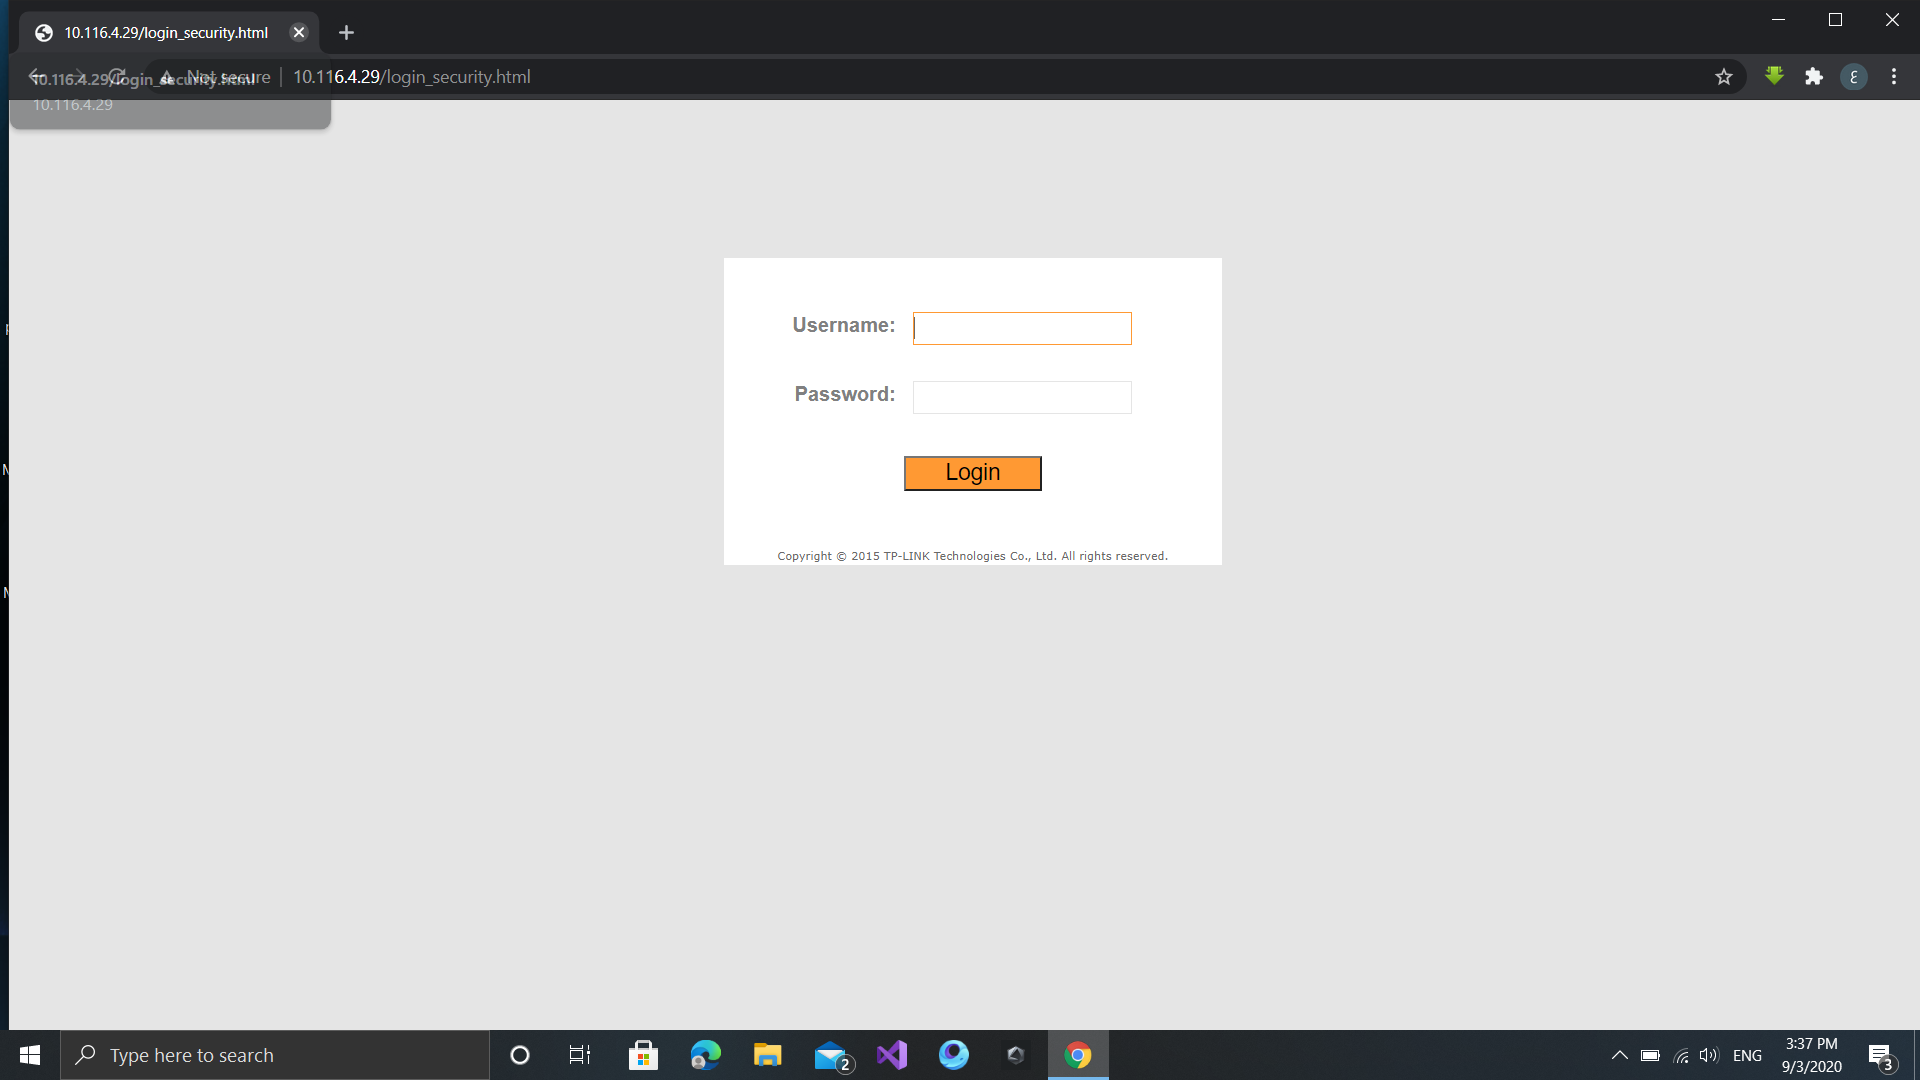 10.116.4.29/login_security.html
Not secure
10.116.4.29/login_security.html
10.116.4.29/login_security.html
10.116.4.29
Username:
Password:
Login
Copyright © 2015 TP-LINK Technologies Co., Ltd. All rights reserved.
Type here to search
2
ENG
3:37 PM
9/3/2020
3